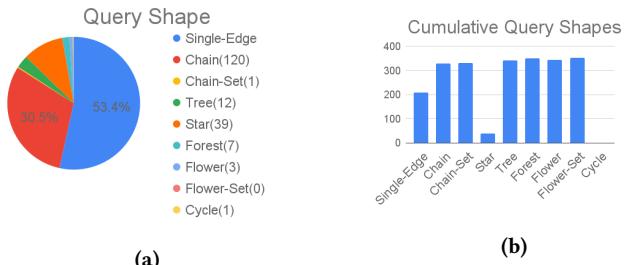 Query Shape
Single-Edge
Chain(120)
Chain-Set(1)
Tree(12)
Star(39)
Forest(7)
Flower(3)
Flower-Set(0)
Cycle(1)
53.4%
30.5%
(a)
Cumulative Query Shapes
400
300
200
100
0
Single-Edge
Chain
Chain-Set
Star
Tree
Forest
Flower
Flower-Set
Cycle
(b)